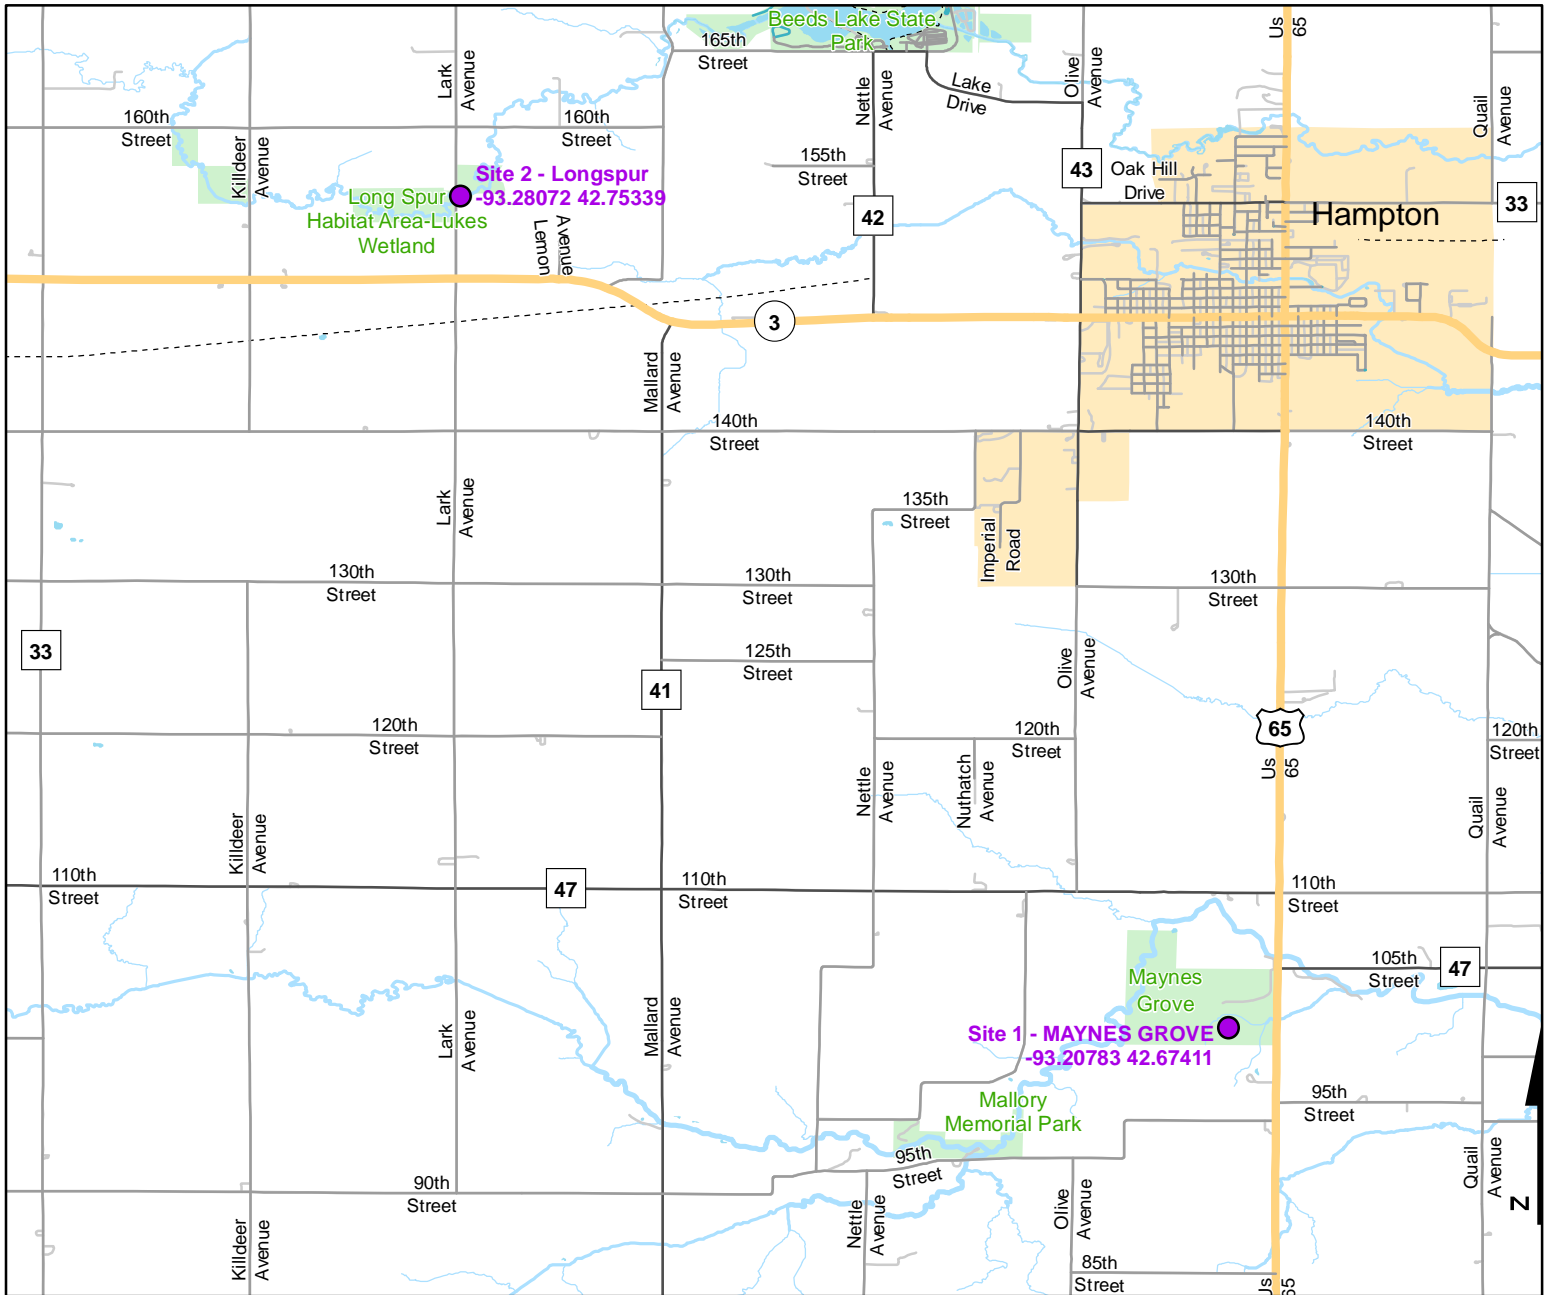 Beeds Lake State
Park
Us
65
165th
Street
Lark
Avenue
Nettle
Avenue
Lake
Drive
Olive
Avenue
Quail
Avenue
160th
Street
160th
Street
Killdeer
Avenue
155th
Street
43
Oak Hill
Drive
Site 2 - Longspur
-93.28072 42.75339
Long Spur
Habitat Area-Lukes
Wetland
Lemon
Avenue
42
Hampton
33
3
Mallard
Avenue
140th
Street
140th
Street
Lark
Avenue
135th
Street
Imperial
Road
130th
Street
130th
Street
130th
Street
33
125th
Street
41
Olive
Avenue
120th
Street
120th
Street
65
120th
Street
Us
65
Nettle
Avenue
Nuthatch
Avenue
Quail
Avenue
Killdeer
Avenue
110th
Street
47
110th
Street
110th
Street
105th
Street
47
Maynes
Grove
Site 1 - MAYNES GROVE
-93.20783 42.67411
Lark
Avenue
Mallard
Avenue
Mallory
Memorial Park
95th
Street
95th
Street
90th
Street
Nettle
Avenue
Olive
Avenue
Quail
Avenue
N
Killdeer
Avenue
85th
Street
Us
65